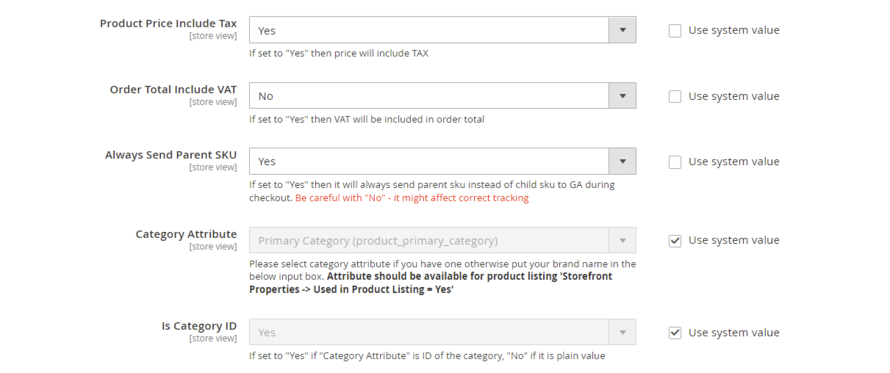 Product Price Include Tax
[store view]
Yes
Use system value
If set to "Yes" then price will include TAX
Order Total Include VAT
[store view]
No
Use system value
If set to "Yes" then VAT will be included in order total
Always Send Parent SKU
[store view]
Yes
Use system value
If set to "Yes" then it will always send parent sku instead of child sku to GA during
checkout. Be careful with "No" - it might affect correct tracking
Category Attribute
[store view]
Primary Category (product_primary_category)
Use system value
Please select category attribute if you have one otherwise put your brand name in the
below input box. Attribute should be available for product listing 'Storefront
Properties -> Used in Product Listing = Yes'
Is Category ID
[store view]
Yes
Use system value
If set to "Yes" if "Category Attribute" is ID of the category, "No" if it is plain value